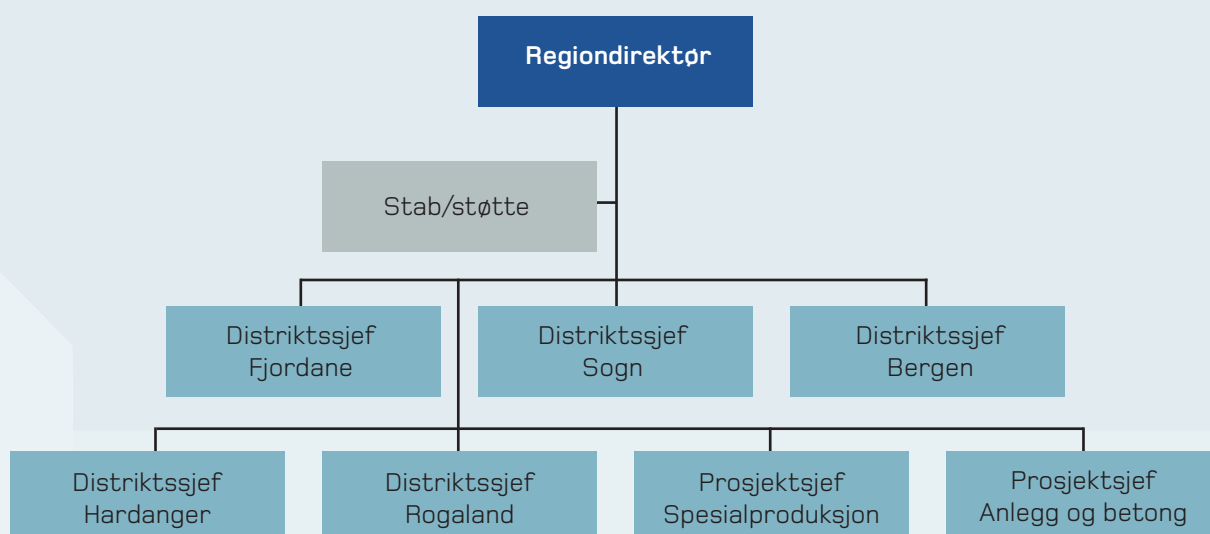 Regiondirektør
Stab/støtte
Distriktssjef
Fjordane
Distriktssjef
Sogn
Distriktssjef
Bergen
Distriktssjef
Hardanger
Distriktssjef
Rogaland
Prosjektsjef
Spesialproduksjon
Prosjektsjef
Anlegg og betong